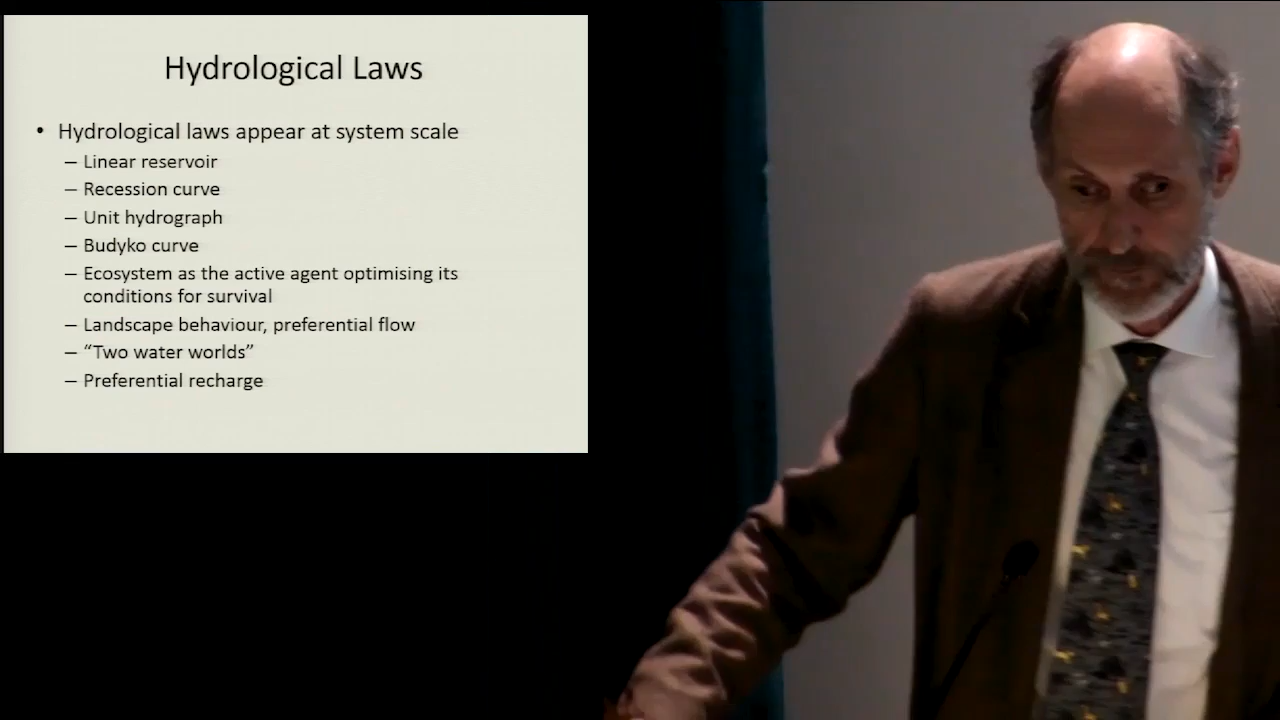 Hydrological Laws
• Hydrological laws appear at system scale
– Linear reservoir
– Recession curve
– Unit hydrograph
– Budyko curve
– Ecosystem as the active agent optimising its
conditions for survival
– Landscape behaviour, preferential flow
– “Two water worlds”
– Preferential recharge